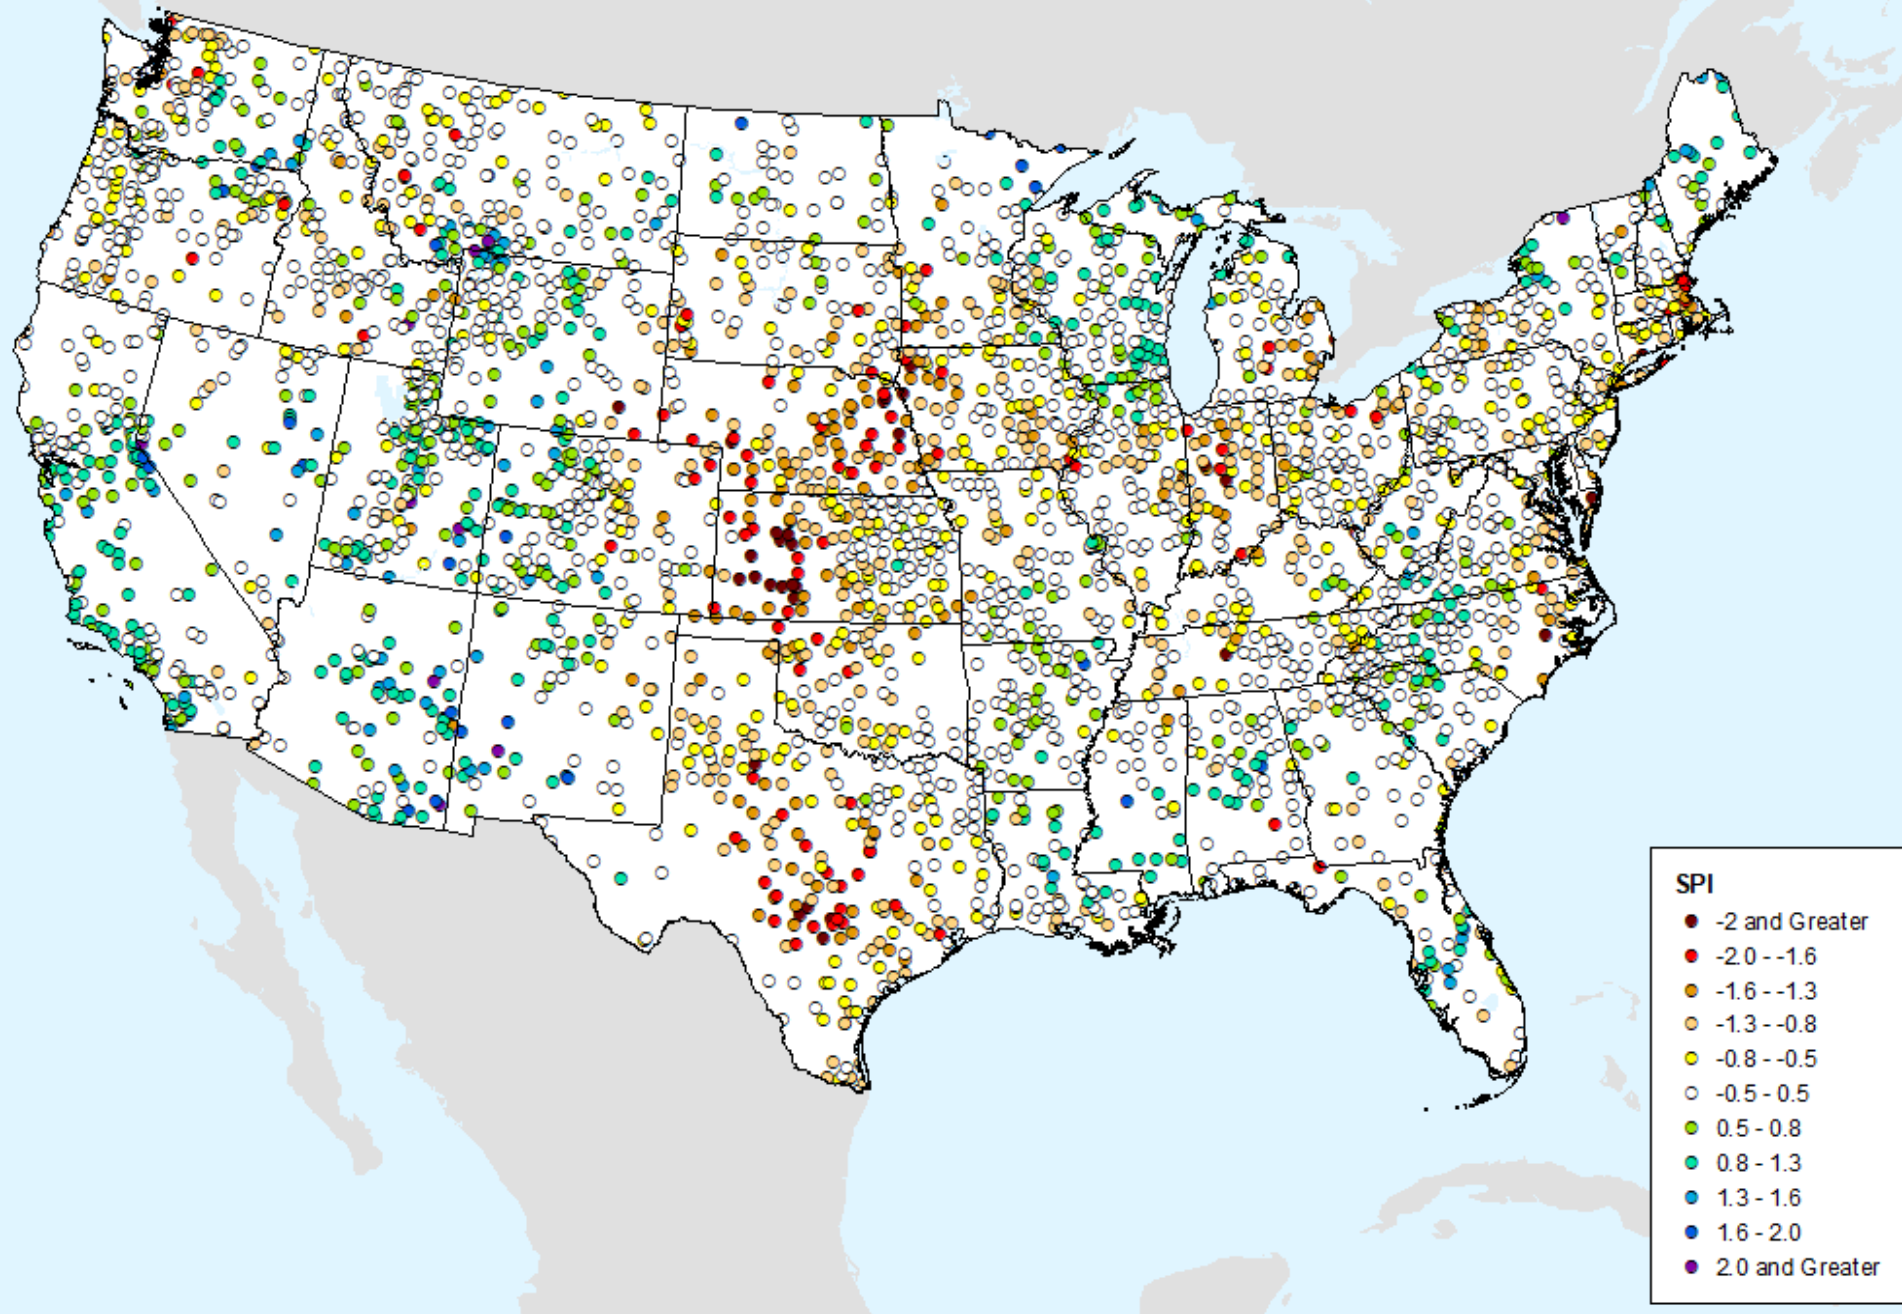 SPI
-2 and Greater
-2.0 - -1.6
-1.6 - -1.3
-1.3 - -0.8
-0.8 - -0.5
-0.5 - 0.5
0.5 - 0.8
0.8 - 1.3
1.3 - 1.6
1.6 - 2.0
2.0 and Greater